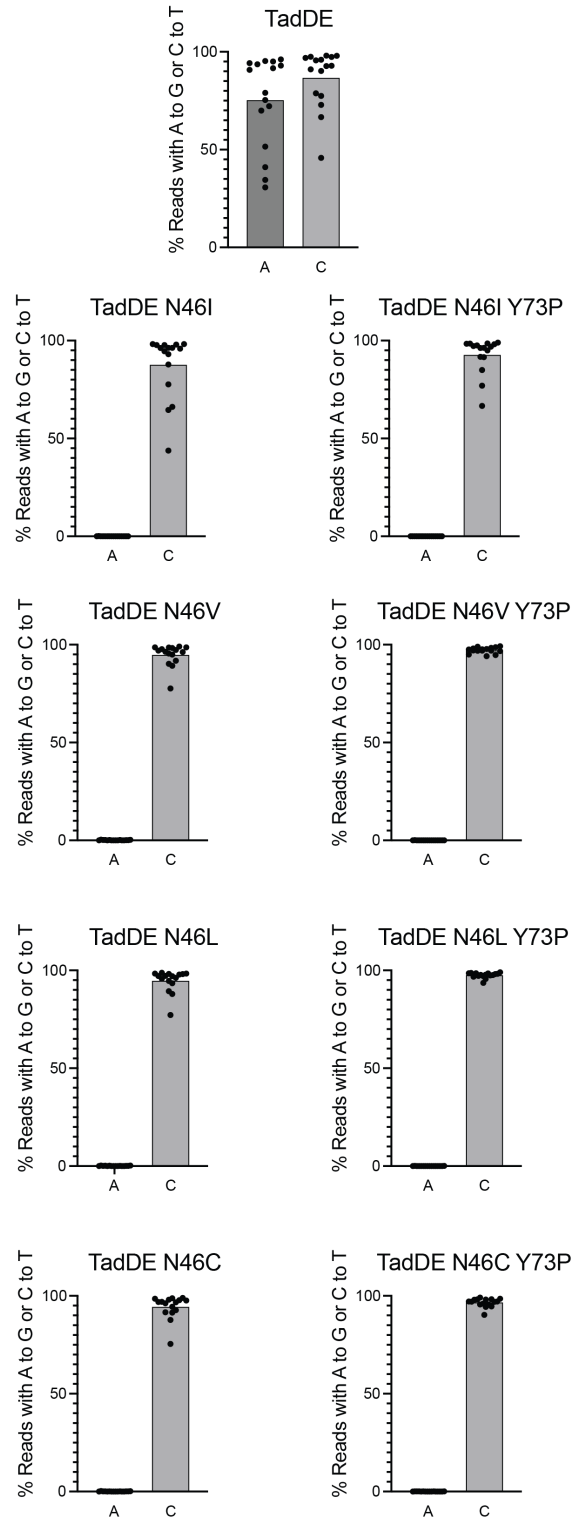 TadDE
% Reads with A to G or C to T
100
50
0
A C
TadDE N46I
% Reads with A to G or C to T
100
50
0
A C
TadDE N46I Y73P
% Reads with A to G or C to T
100
50
0
A C
TadDE N46V
% Reads with A to G or C to T
100
50
0
A C
TadDE N46V Y73P
% Reads with A to G or C to T
100
50
0
A C
TadDE N46L
% Reads with A to G or C to T
100
50
0
A C
TadDE N46L Y73P
% Reads with A to G or C to T
100
50
0
A C
TadDE N46C
% Reads with A to G or C to T
100
50
0
A C
TadDE N46C Y73P
% Reads with A to G or C to T
100
50
0
A C